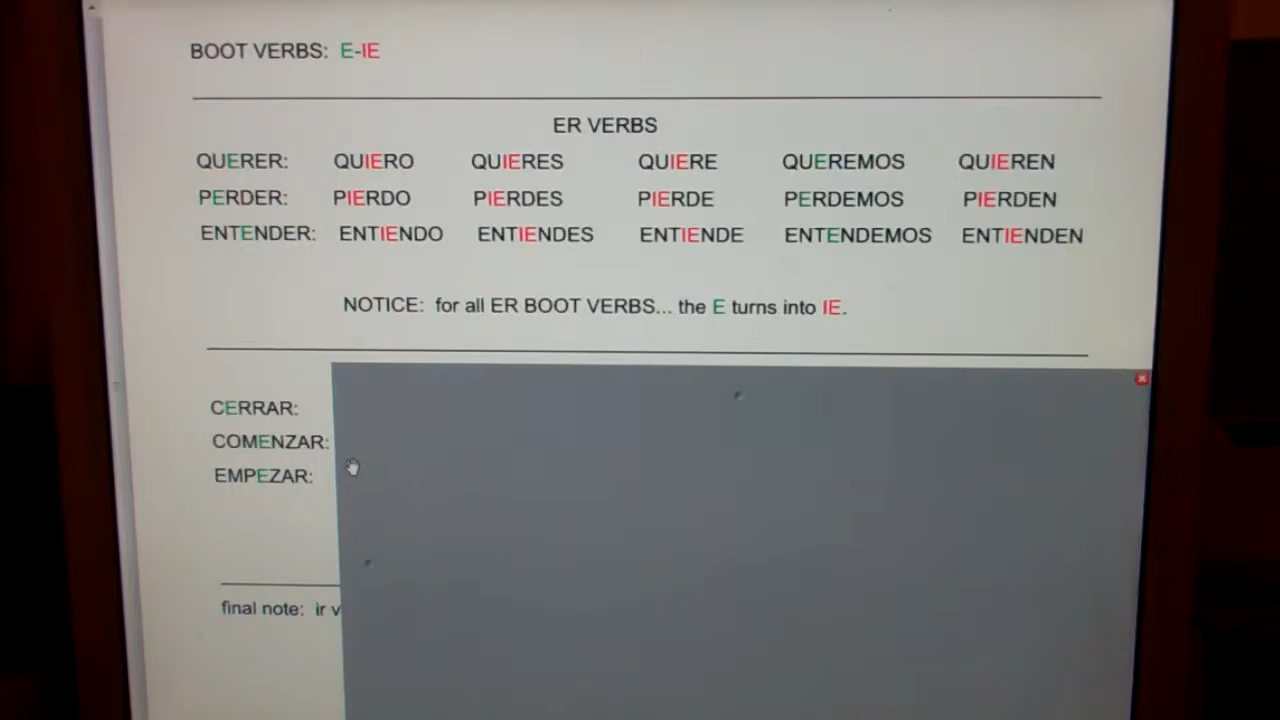 BOOT VERBS: E-IE
ER VERBS
QUERER: QUIERO QUIERES QUIERE QUEREMOS QUIEREN
PERDER: PIERDO PIERDES PIERDE PERDEMOS PIERDEN
ENTENDER: ENTIENDO ENTIENDES ENTIENDE ENTENDEMOS ENTIENDEN
NOTICE: for all ER BOOT VERBS... the E turns into IE.
CERRAR:
COMENZAR:
EMPEZAR:
final note: ir v